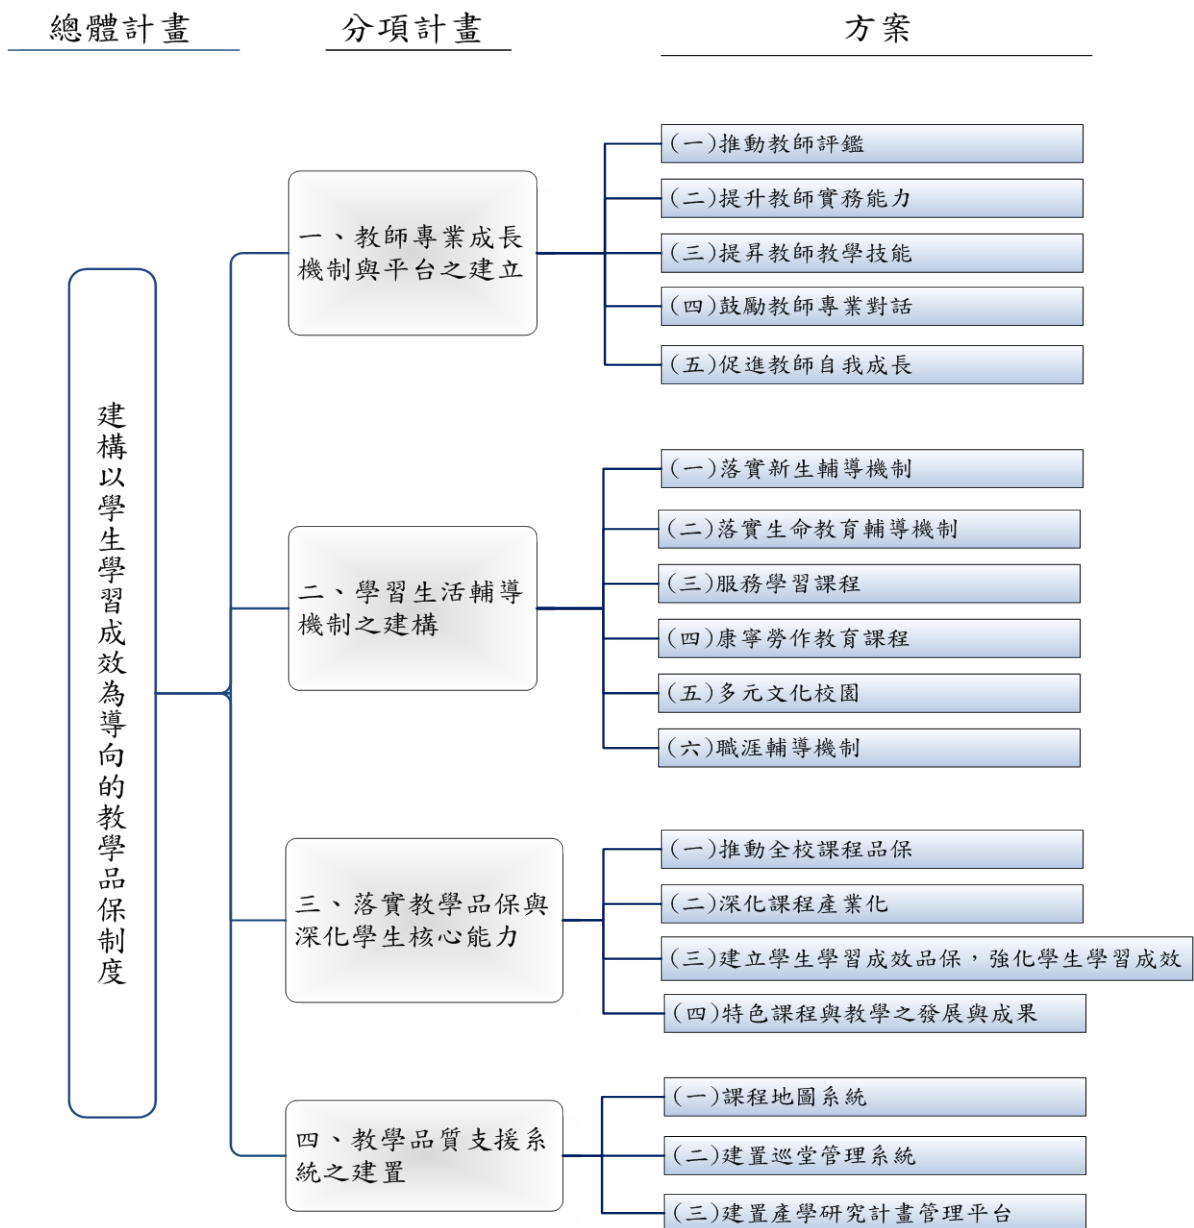 總體計畫
分項計畫
方案
建構以學生學習成效為導向的教學品保制度
一、教師專業成長
機制與平台之建立
(一)推動教師評鑑
(二)提升教師實務能力
(三)提昇教師教學技能
(四)鼓勵教師專業對話
(五)促進教師自我成長
二、學習生活輔導
機制之建構
(一)落實新生輔導機制
(二)落實生命教育輔導機制
(三)服務學習課程
(四)康寧勞作教育課程
(五)多元文化校園
(六)職涯輔導機制
三、落實教學品保與
深化學生核心能力
(一)推動全校課程品保
(二)深化課程產業化
(三)建立學生學習成效品保，強化學生學習成效
(四)特色課程與教學之發展與成果
四、教學品質支援系
統之建置
(一)課程地圖系統
(二)建置巡堂管理系統
(三)建置產學研究計畫管理平台